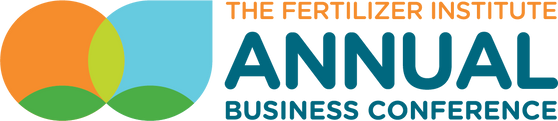 THE FERTILIZER INSTITUTE
ANNUAL
BUSINESS CONFERENCE